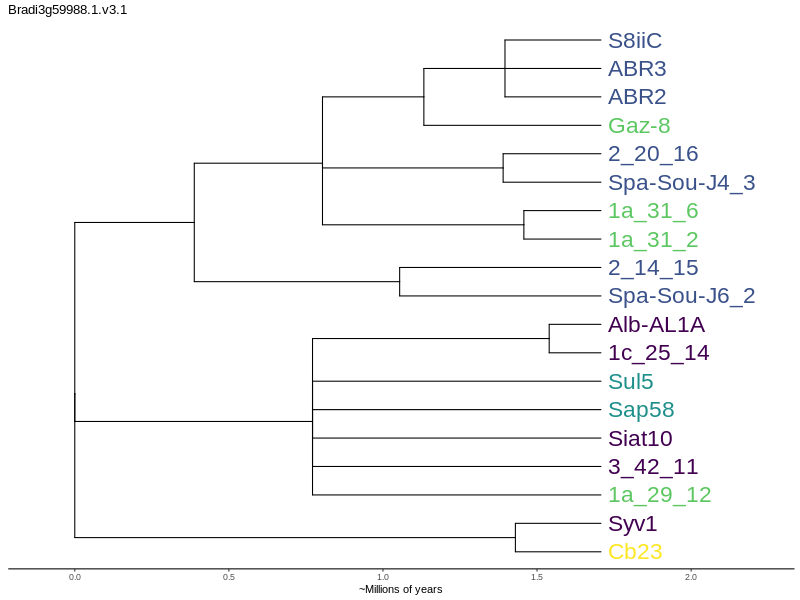 Bradi3g59988.1.v3.1
S8iiC
ABR3
ABR2
Gaz-8
2_20_16
Spa-Sou-J4_3
1a_31_6
1a_31_2
2_14_15
Spa-Sou-J6_2
Alb-AL1A
1c_25_14
Sul5
Sap58
Siat10
3_42_11
1a_29_12
Syv1
Cb23
0.0 0.5 1.0 1.5 2.0
~Millions of years